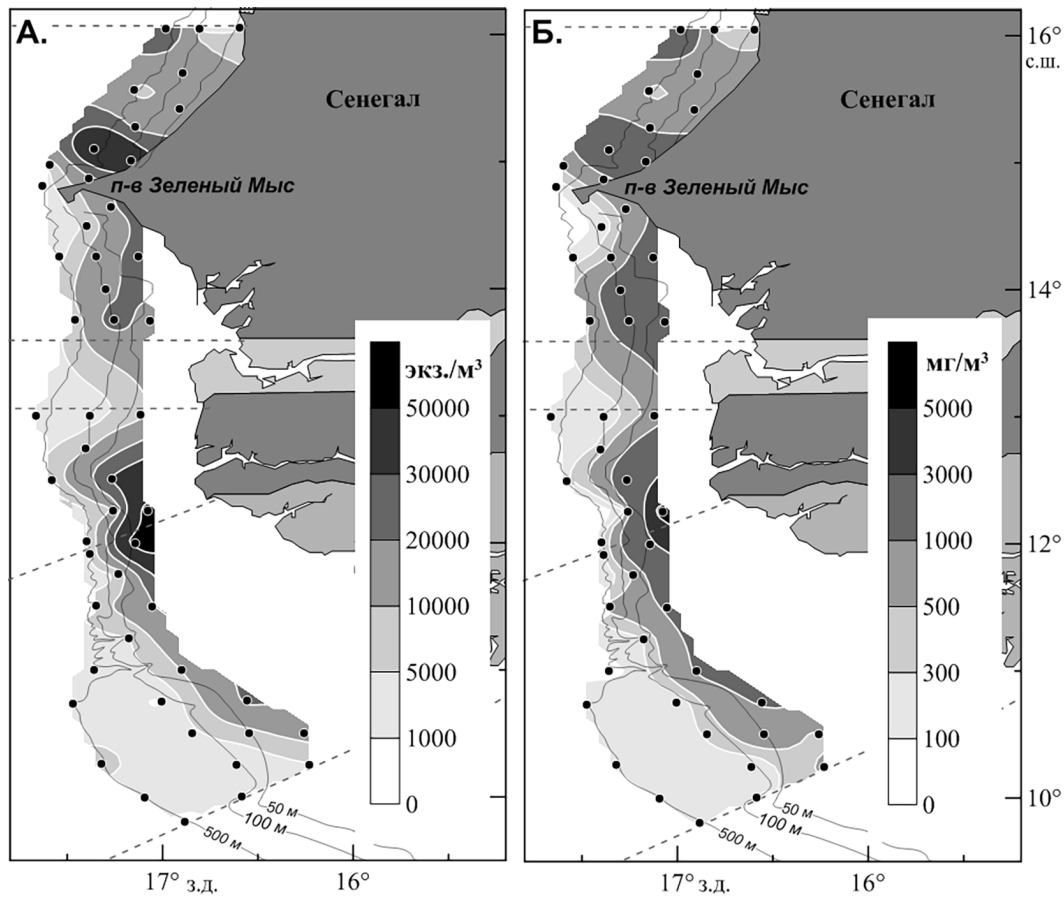 А.
Сенегал
п-в Зеленый Мыс
экз./м³
50000
30000
20000
10000
5000
1000
0
50 м
100 м
500 м
17° з.д.
16°
Б.
Сенегал
п-в Зеленый Мыс
мг/м³
5000
3000
1000
500
300
100
0
50 м
100 м
500 м
17° з.д.
16°
16°
с.ш.
14°
12°
10°